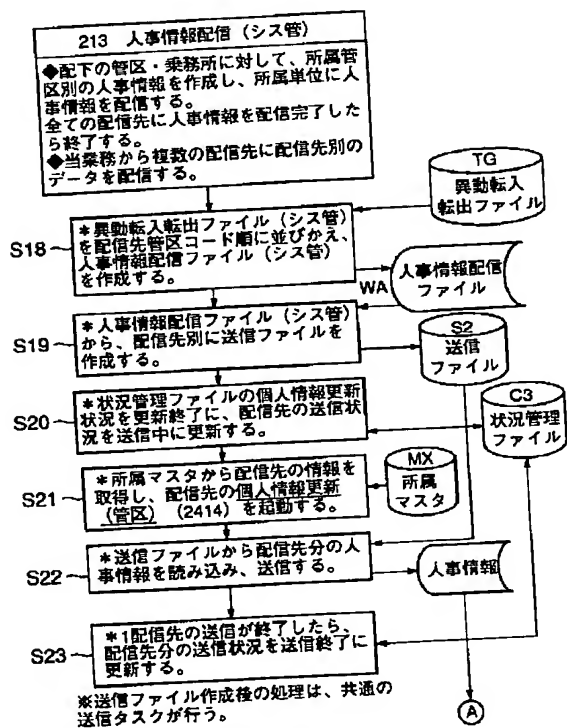 213 人事情報配信(シス管)
◆配下の管区・乗務所に対して、所属管
区別の人事情報を作成し、所属単位に人
事情報を配信する。
全ての配信先に人事情報を配信完了した
ら終了する。
◆当業務から複数の配信先に配信先別の
データを配信する。
TG
異動転入
転出ファイル
S18
*異動転入転出ファイル(シス管)
を配信先管区コード順に並びかえ、
人事情報配信ファイル(シス管)
を作成する。
WA
人事情報配信
ファイル
S19
*人事情報配信ファイル(シス管)
から、配信先別に送信ファイルを
作成する。
S2
送信
ファイル
S20
*状況管理ファイルの個人情報更新
状況を更新終了に、配信先の送信状
況を送信中に更新する。
C3
状況管理
ファイル
S21
*所属マスタから配信先の情報を
取得し、配信先の個人情報更新
(管区) (2414) を起動する。
MX
所属
マスタ
S22
*送信ファイルから配信先分の人
事情報を読み込み、送信する。
人事情報
S23
*1配信先の送信が終了したら、
配信先分の送信状況を送信終了に
更新する。
※送信ファイル作成後の処理は、共通の
送信タスクが行う。
A